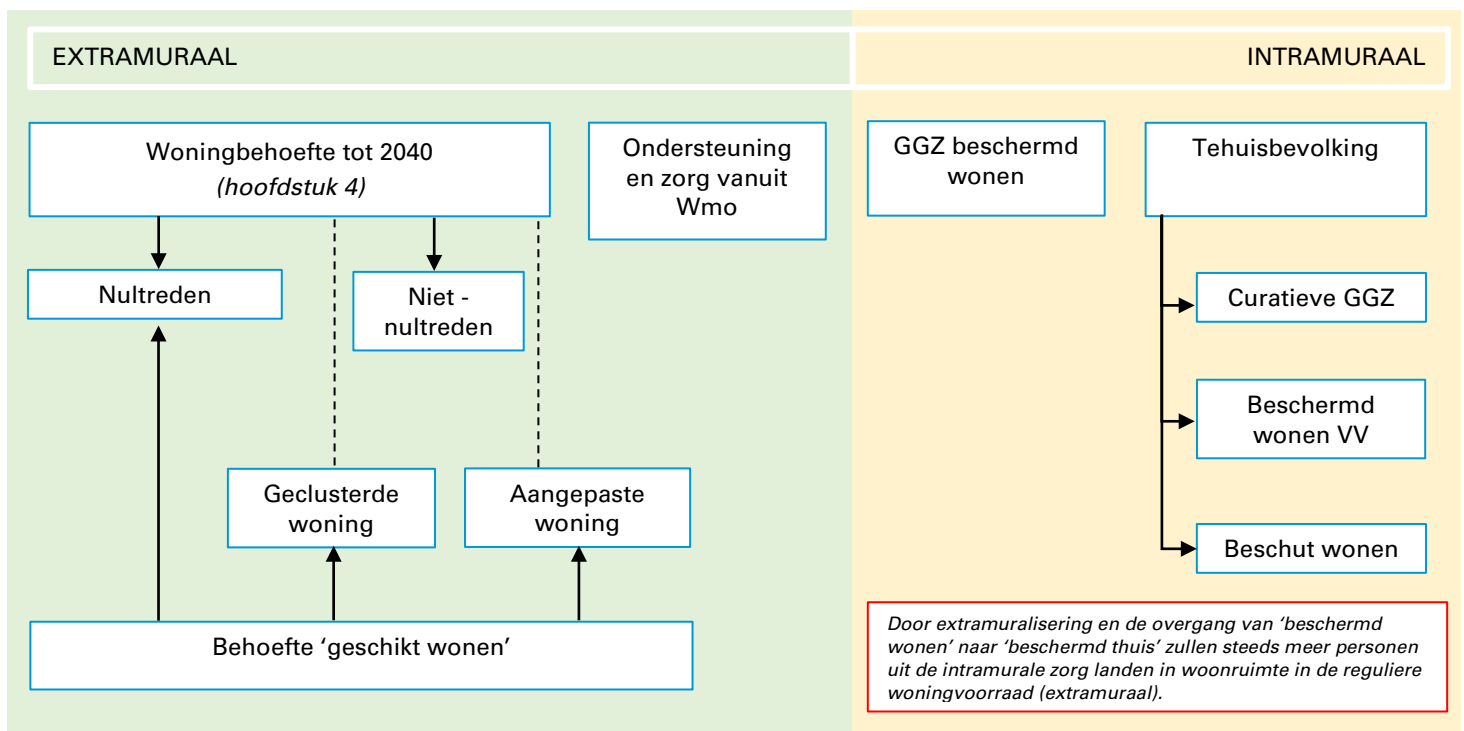 EXTRAMURAAL
INTRAMURAAL
Woningbehoefte tot 2040
(hoofdstuk 4)
Ondersteuning
en zorg vanuit
Wmo
GGZ beschermd
wonen
Tehuisbevolking
Nultreden
Niet -
nultreden
Curatieve GGZ
Beschermd
wonen VV
Geclusterde
woning
Aangepaste
woning
Beschut wonen
Behoefte ‘geschikt wonen’
Door extramuralisering en de overgang van ‘beschermd
wonen’ naar ‘beschermd thuis’ zullen steeds meer personen
uit de intramurale zorg landen in woonruimte in de reguliere
woningvoorraad (extramuraal).